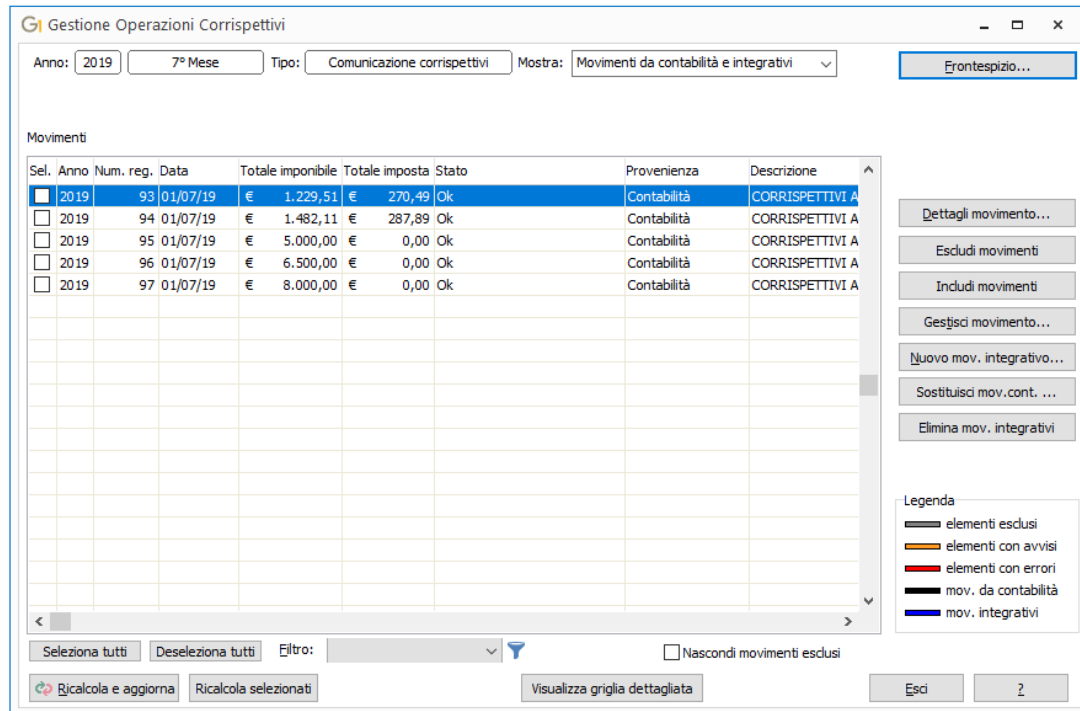 G1 Gestione Operazioni Corrispettivi
Anno: 2019 7° Mese Tipo: Comunicazione corrispettivi Mostra: Movimenti da contabilità e integrativi
Frontespizio...
Movimenti
Sel. Anno Num. reg. Data Totale imponibile Totale imposta Stato Provenienza Descrizione
2019 93 01/07/19 € 1.229,51 € 270,49 Ok Contabilità CORRISPETTIVI A
2019 94 01/07/19 € 1.482,11 € 287,89 Ok Contabilità CORRISPETTIVI A
2019 95 01/07/19 € 5.000,00 € 0,00 Ok Contabilità CORRISPETTIVI A
2019 96 01/07/19 € 6.500,00 € 0,00 Ok Contabilità CORRISPETTIVI A
2019 97 01/07/19 € 8.000,00 € 0,00 Ok Contabilità CORRISPETTIVI A
Dettagli movimento...
Escludi movimenti
Includi movimenti
Gestisci movimento...
Nuovo mov. integrativo...
Sostituisci mov.cont. ...
Elimina mov. integrativi
Legenda
elementi esclusi
elementi con avvisi
elementi con errori
mov. da contabilità
mov. integrativi
Seleziona tutti Deseleziona tutti Filtro: Nascondi movimenti esclusi
Ricalcola e aggiorna Ricalcola selezionati Visualizza griglia dettagliata Esci ?